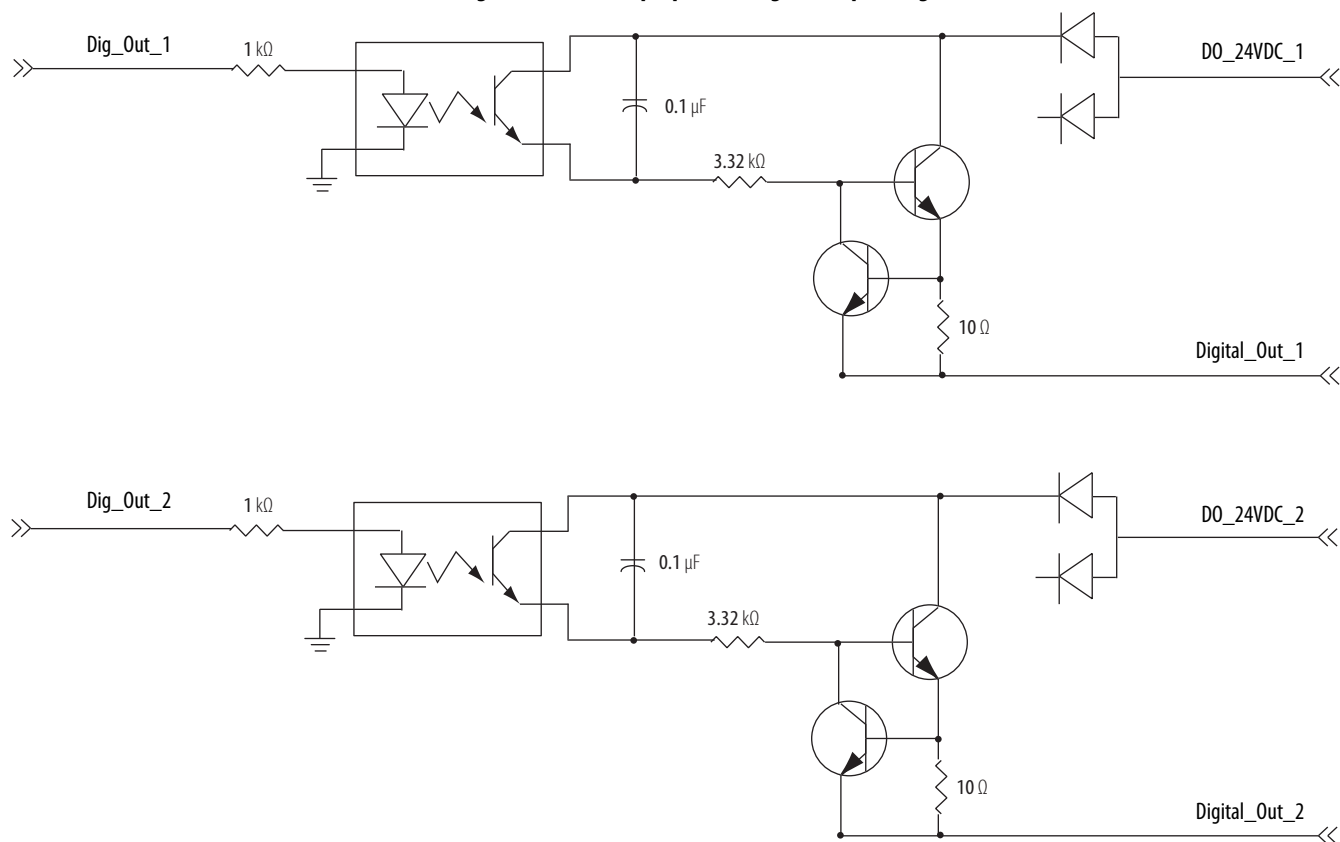 Dig_Out_1
1 kΩ
DO_24VDC_1
0.1 µF
3.32 kΩ
10 Ω
Digital_Out_1
Dig_Out_2
1 kΩ
DO_24VDC_2
0.1 µF
3.32 kΩ
10 Ω
Digital_Out_2